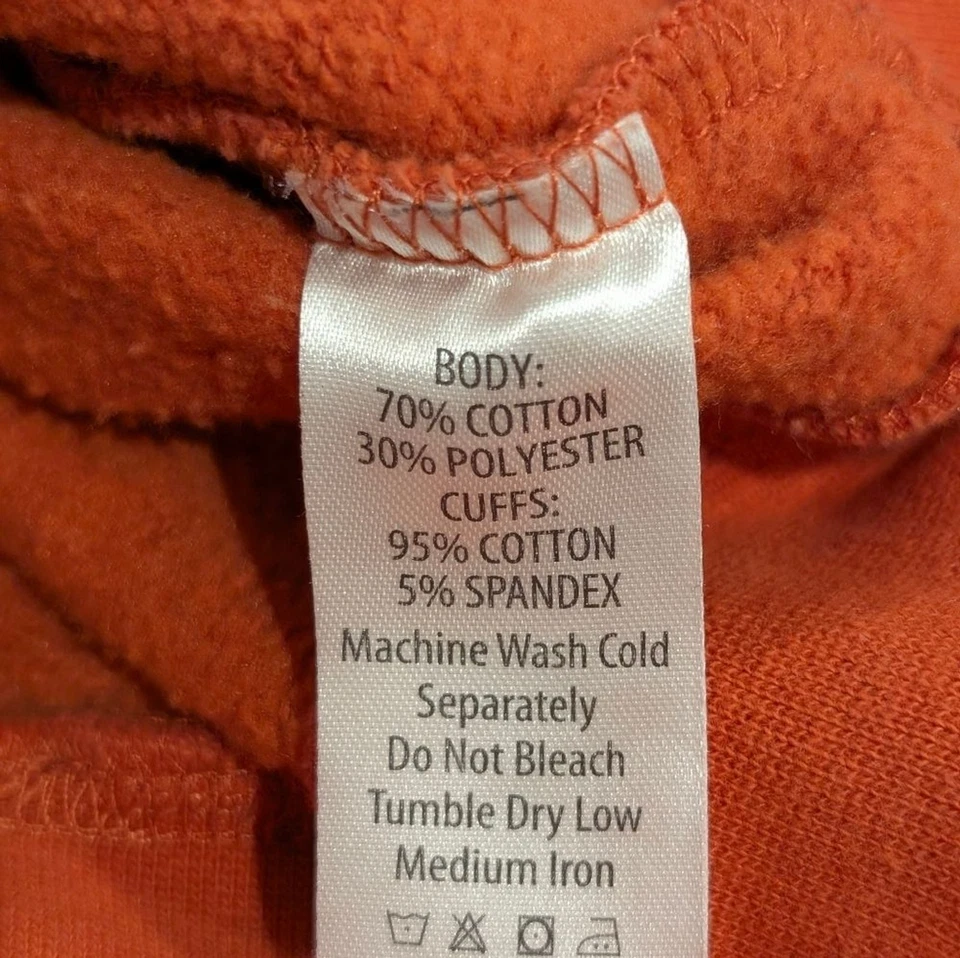 BODY:
70% COTTON
30% POLYESTER
CUFFS:
95% COTTON
5% SPANDEX
Machine Wash Cold
Separately
Do Not Bleach
Tumble Dry Low
Medium Iron